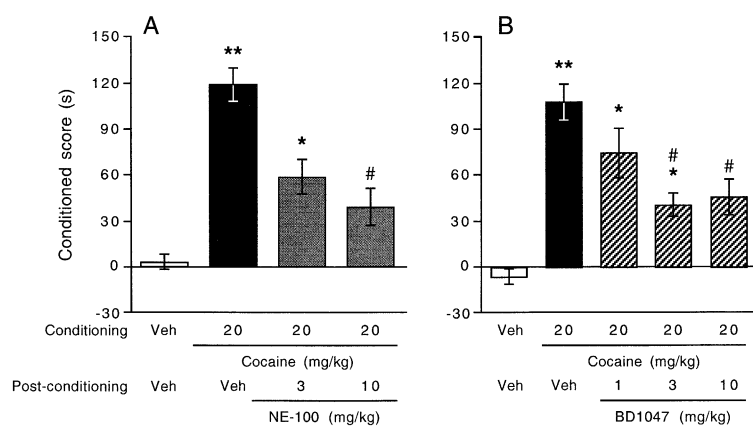 A B
150 150
** **
120 120
*
90 90
* #
Conditioned score (s)
# * #
60 60
30 30
0 0
-30 -30
Conditioning Veh 20 20 20 Veh 20 20 20 20
Cocaine (mg/kg) Cocaine (mg/kg)
Post-conditioning Veh Veh 3 10 Veh Veh 1 3 10
NE-100 (mg/kg) BD1047 (mg/kg)